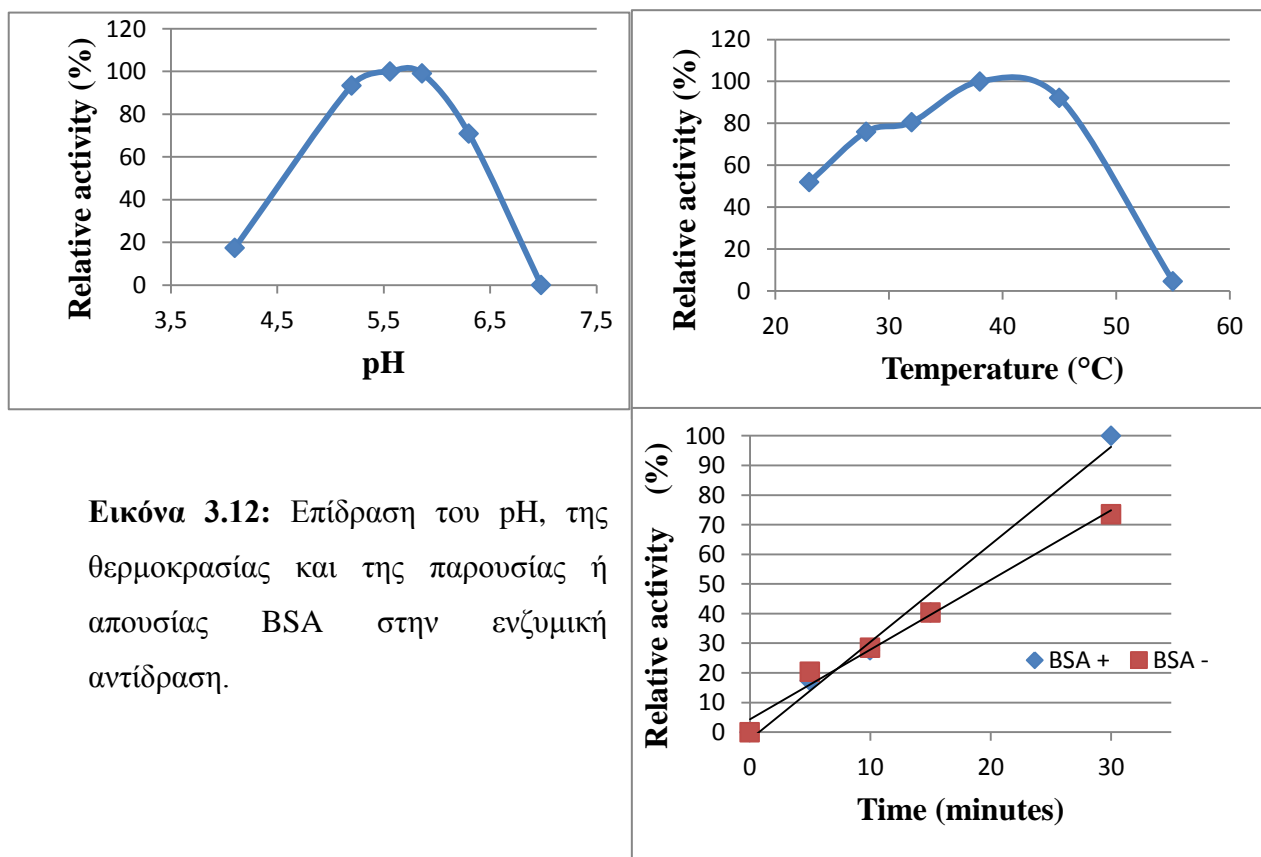 120
100
80
60
40
20
0
3,5 4,5 5,5 6,5 7,5
Relative activity (%)
pH
120
100
80
60
40
20
0
20 30 40 50 60
Relative activity (%)
Temperature (°C)
Εικόνα 3.12: Επίδραση του pH, της
θερμοκρασίας και της παρουσίας ή
απουσίας BSA στην ενζυμική
αντίδραση.
100
90
80
70
60
50
40
30
20
10
0
0 10 20 30
Relative activity (%)
BSA + BSA -
Time (minutes)